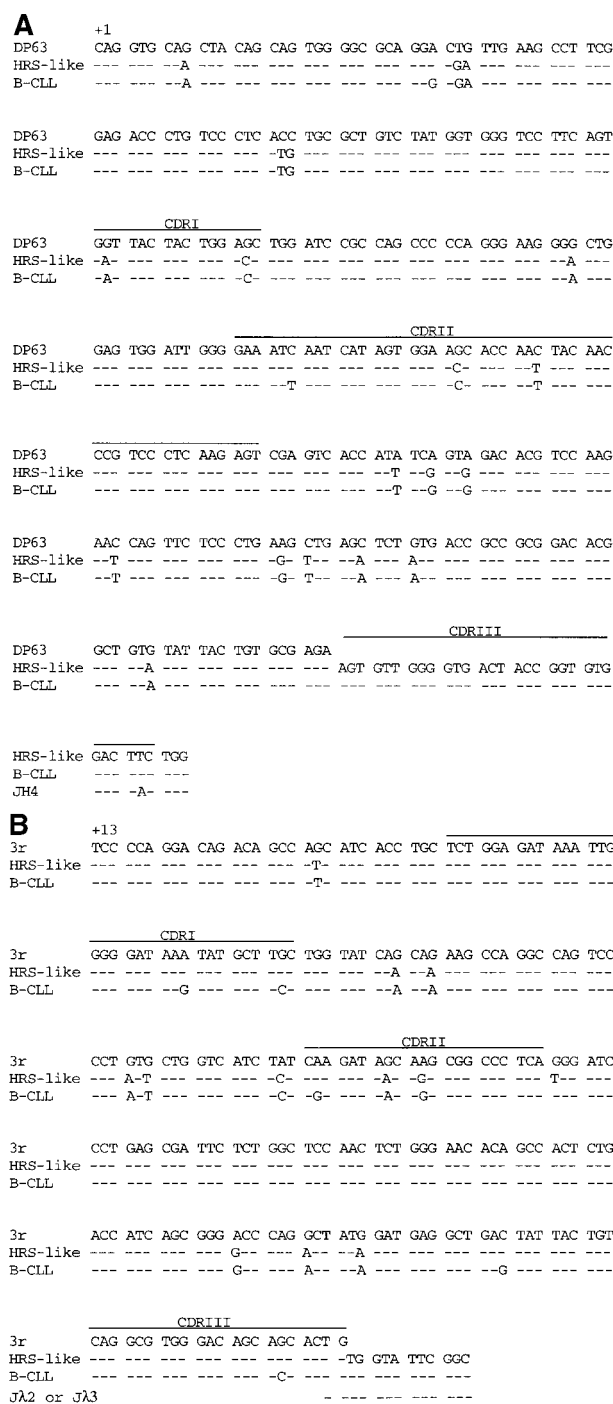 A
+1
DP63 CAG GTG CAG CTA CAG CAG TGG GGC GCA GGA CTG TTG AAG CCT TCG
HRS-like --- --- --A --- --- --- --- --- --- --- -GA --- --- --- ---
B-CLL --- --- --A --- --- --- --- --- --- --G -GA --- --- --- ---
DP63 GAG ACC CTG TCC CTC ACC TGC GCT GTC TAT GGT GGG TCC TTC AGT
HRS-like --- --- --- --- --- -TG --- --- --- --- --- --- --- --- ---
B-CLL --- --- --- --- --- -TG --- --- --- --- --- --- --- --- ---
CDRI
DP63 GGT TAC TAC TGG AGC TGG ATC CGC CAG CCC CCA GGG AAG GGG CTG
HRS-like -A- --- --- --- -C- --- --- --- --- --- --- --- --- --A ---
B-CLL -A- --- --- --- -C- --- --- --- --- --- --- --- --- --A ---
CDRII
DP63 GAG TGG ATT GGG GAA ATC AAT CAT AGT GGA AGC ACC AAC TAC AAC
HRS-like --- --- --- --- --- --- --- --- --- --- -C- --- --T --- ---
B-CLL --- --- --- --- --- --T --- --- --- --- -C- --- --T --- ---
DP63 CCG TCC CTC AAG AGT CGA GTC ACC ATA TCA GTA GAC ACG TCC AAG
HRS-like --- --- --- --- --- --- --- --- --T --G --G --- --- --- ---
B-CLL --- --- --- --- --- --- --- --- --T --G --G --- --- --- ---
DP63 AAC CAG TTC TCC CTG AAG CTG AGC TCT GTG ACC GCC GCG GAC ACG
HRS-like --T --- --- --- --- -G- T-- --A --- A-- --- --- --- --- ---
B-CLL --T --- --- --- --- -G- T-- --A --- A-- --- --- --- --- ---
CDRIII
DP63 GCT GTG TAT TAC TGT GCG AGA
HRS-like --- --A --- --- --- --- --- AGT GTT GGG GTG ACT ACC GGT GTG
B-CLL --- --A --- --- --- --- --- --- --- --- --- --- --- --- ---
HRS-like GAC TTC TGG
B-CLL --- --- ---
JH4 --- -A- ---
B
+13
3r TCC CCA GGA CAG ACA GCC AGC ATC ACC TGC TCT GGA GAT AAA TTG
HRS-like --- --- --- --- --- --- -T- --- --- --- --- --- --- --- ---
B-CLL --- --- --- --- --- --- -T- --- --- --- --- --- --- --- ---
CDRI
3r GGG GAT AAA TAT GCT TGC TGG TAT CAG CAG AAG CCA GGC CAG TCC
HRS-like --- --- --- --- --- --- --- --- --A --A --- --- --- --- ---
B-CLL --- --- --G --- --- -C- --- --- --A --A --- --- --- --- ---
CDRII
3r CCT GTG CTG GTC ATC TAT CAA GAT AGC AAG CGG CCC TCA GGG ATC
HRS-like --- A-T --- --- --- -C- --- --- -A- -G- --- --- --- T-- ---
B-CLL --- A-T --- --- --- -C- -G- --- -A- -G- --- --- --- --- ---
3r CCT GAG CGA TTC TCT GGC TCC AAC TCT GGG AAC ACA GCC ACT CTG
HRS-like --- --- --- --- --- --- --- --- --- --- --- --- --- --- ---
B-CLL --- --- --- --- --- --- --- --- --- --- --- --- --- --- ---
3r ACC ATC AGC GGG ACC CAG GCT ATG GAT GAG GCT GAC TAT TAC TGT
HRS-like --- --- --- --- G-- --- A-- --A --- --- --- --- --- --- ---
B-CLL --- --- --- --- G-- --- A-- --A --- --- --- --G --- --- ---
CDRIII
3r CAG GCG TGG GAC AGC AGC ACT G
HRS-like --- --- --- --- --- --- --- -TG GTA TTC GGC
B-CLL --- --- --- --- --- -C- --- --- --- --- ---
Jλ2 or Jλ3 - --- --- ---